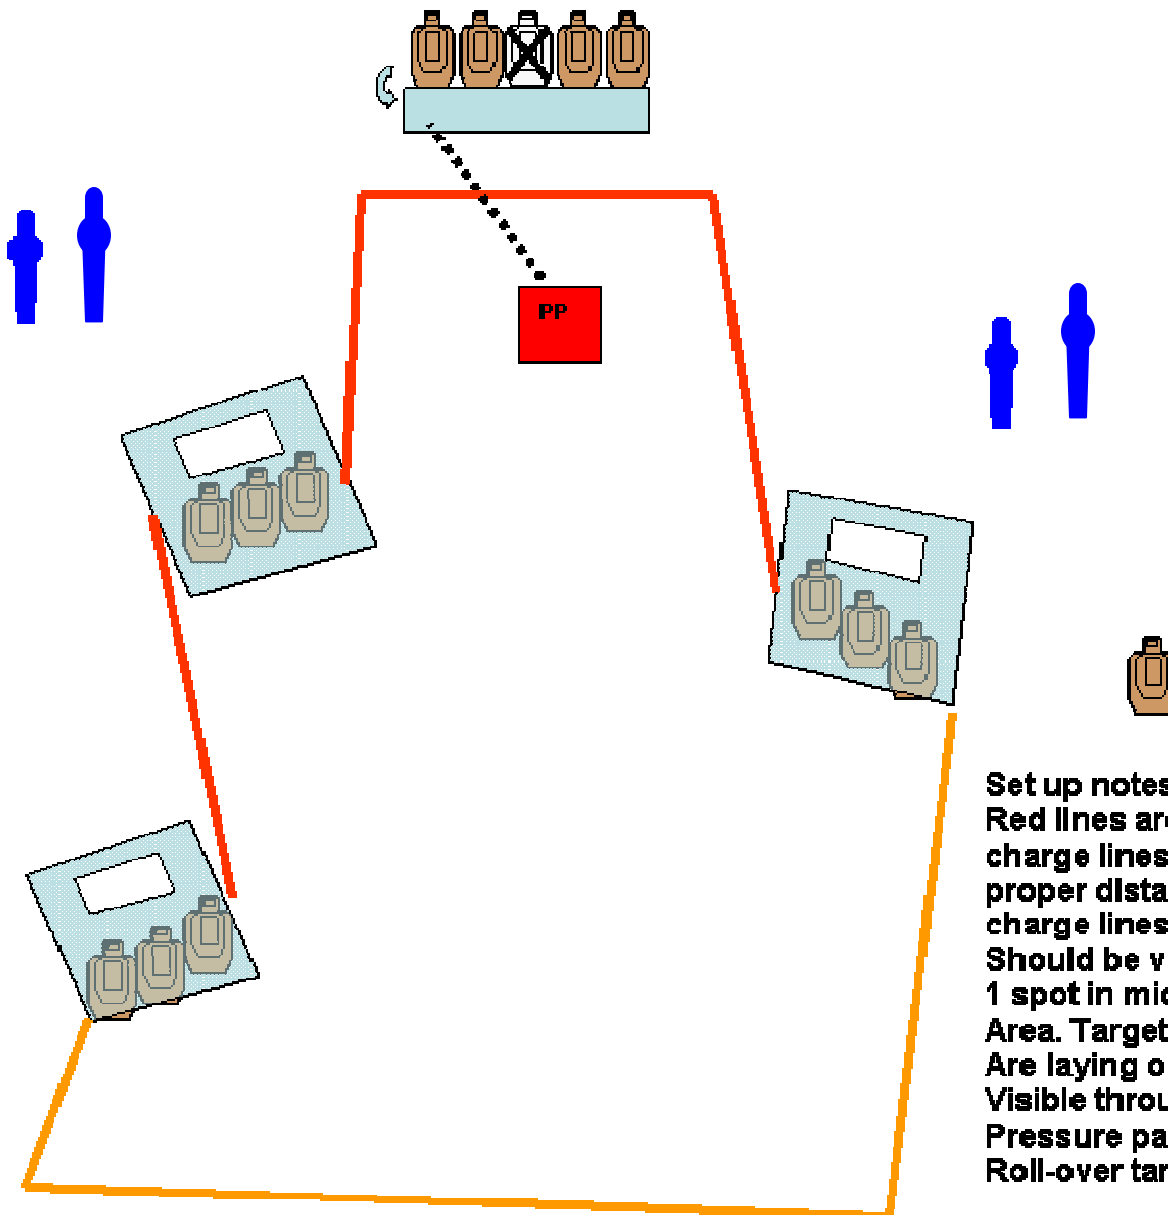 PP
Set up notes
Red lines are
charge lines
proper dista
charge lines
Should be v
1 spot in mid
Area. Target
Are laying o
Visible throu
Pressure pa
Roll-over tar